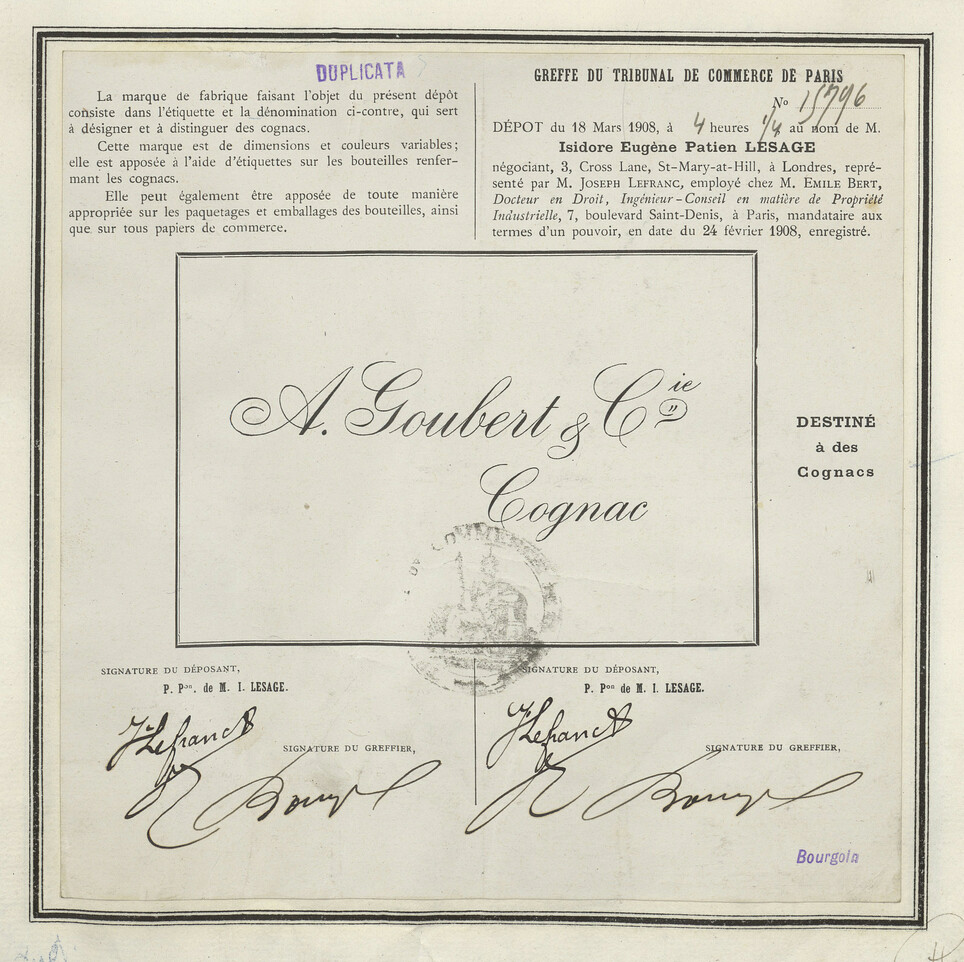 DUPLICATA
La marque de fabrique faisant l'objet du présent dépôt
consiste dans l'étiquette et la dénomination ci-contre, qui sert
à désigner et à distinguer des cognacs.
Cette marque est de dimensions et couleurs variables;
elle est apposée à l'aide d'étiquettes sur les bouteilles renfer-
mant les cognacs.
Elle peut également être apposée de toute manière
appropriée sur les paquetages et emballages des bouteilles, ainsi
que sur tous papiers de commerce.
GREFFE DU TRIBUNAL DE COMMERCE DE PARIS
No 15796
DÉPOT du 18 Mars 1908, à 4 heures 1/4 au nom de M.
Isidore Eugène Patien LESAGE
négociant, 3, Cross Lane, St-Mary-at-Hill, à Londres, repré-
senté par M. JOSEPH LEFRANC, employé chez M. EMILE BERT,
Docteur en Droit, Ingénieur-Conseil en matière de Propriété
Industrielle, 7, boulevard Saint-Denis, à Paris, mandataire aux
termes d'un pouvoir, en date du 24 février 1908, enregistré.
A. Goubert & Cie
Cognac
DESTINÉ
à des
Cognacs
COMMERCE
SIGNATURE DU DÉPOSANT,
P. Pon. de M. I. LESAGE.
J. Lefranc
SIGNATURE DU GREFFIER,
SIGNATURE DU DÉPOSANT,
P. Pon de M. I. LESAGE.
J. Lefranc
SIGNATURE DU GREFFIER,
Bourgoin